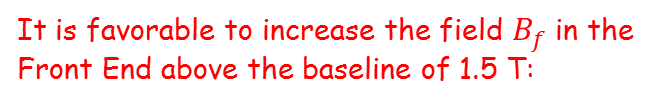 It is favorable to increase the field B_f in the
Front End above the baseline of 1.5 T: